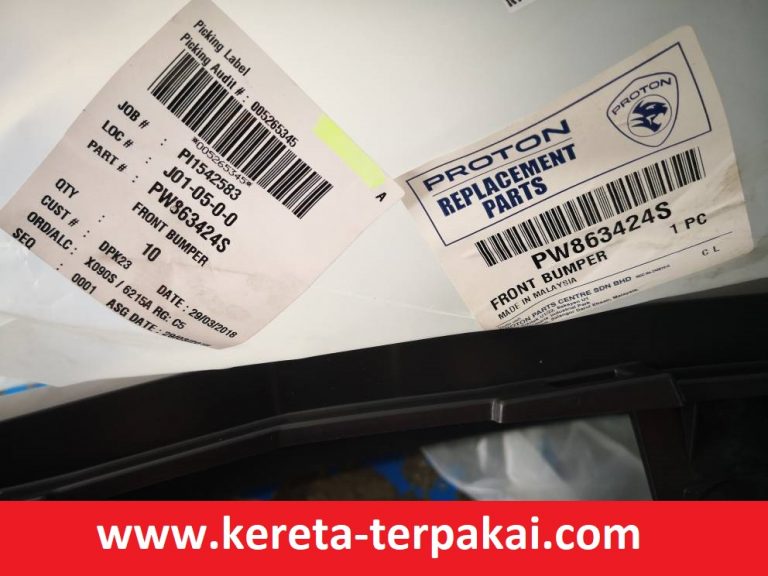 Picking Label
Picking Audit # : 005265345
*005265345*
JOB # : PI1542583
LOC # : J01-05-0-0
PART # : PW863424S
FRONT BUMPER
QTY : 10
CUST # : DPK23 DATE : 29/03/2018
ORD/ALC : X090S / 6215A RG: C5
SEQ : 0001 ASG DATE :
A
PROTON
REPLACEMENT
PARTS
PROTON
PW863424S
FRONT BUMPER 1 PC
MADE IN MALAYSIA C L
PROTON PARTS CENTRE SDN BHD
www.kereta-terpakai.com